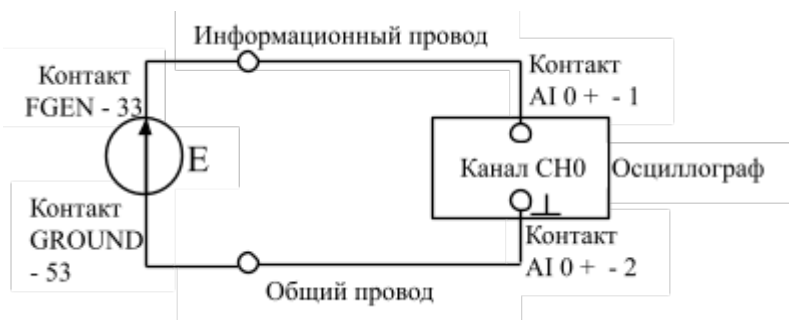 Информационный провод
Контакт
FGEN - 33
Контакт
AI 0 + - 1
E
Канал CH0
Осциллограф
Контакт
GROUND
- 53
Контакт
AI 0 + - 2
Общий провод